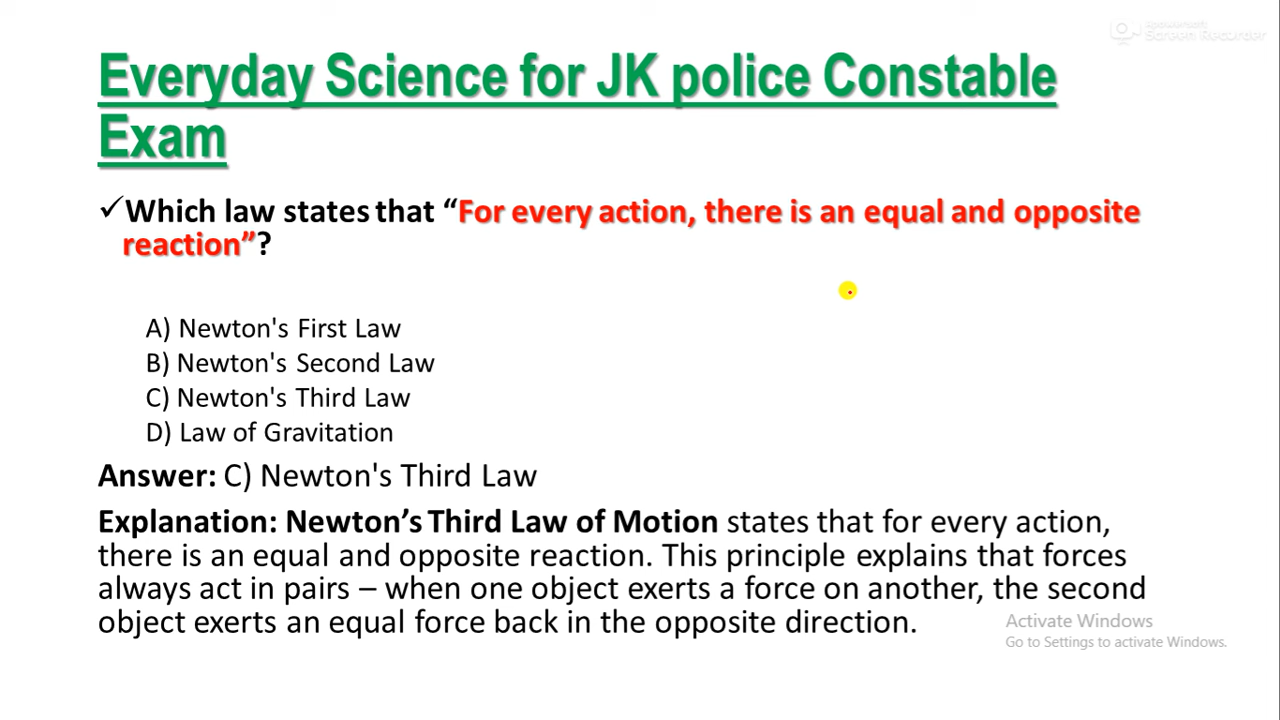 Apowersoft
Screen Recorder
Everyday Science for JK police Constable
Exam
✓Which law states that “For every action, there is an equal and opposite
reaction”?
A) Newton's First Law
B) Newton's Second Law
C) Newton's Third Law
D) Law of Gravitation
Answer: C) Newton's Third Law
Explanation: Newton’s Third Law of Motion states that for every action,
there is an equal and opposite reaction. This principle explains that forces
always act in pairs – when one object exerts a force on another, the second
object exerts an equal force back in the opposite direction.
Activate Windows
Go to Settings to activate Windows.